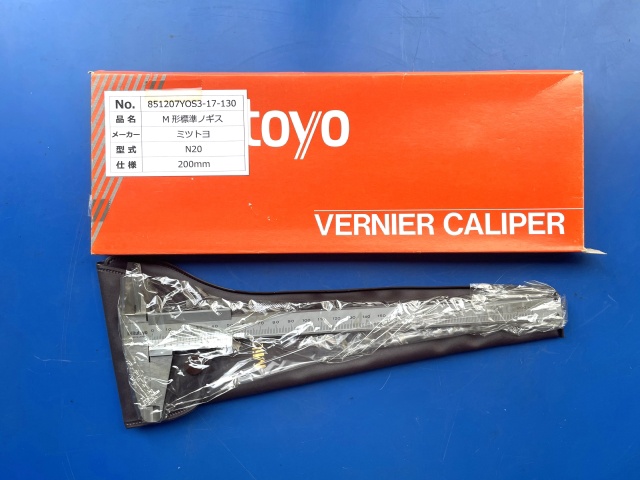 No. 851207YOS3-17-130
品名 M形標準ノギス
メーカー ミツトヨ
型式 N20
仕様 200mm
toyo
VERNIER CALIPER